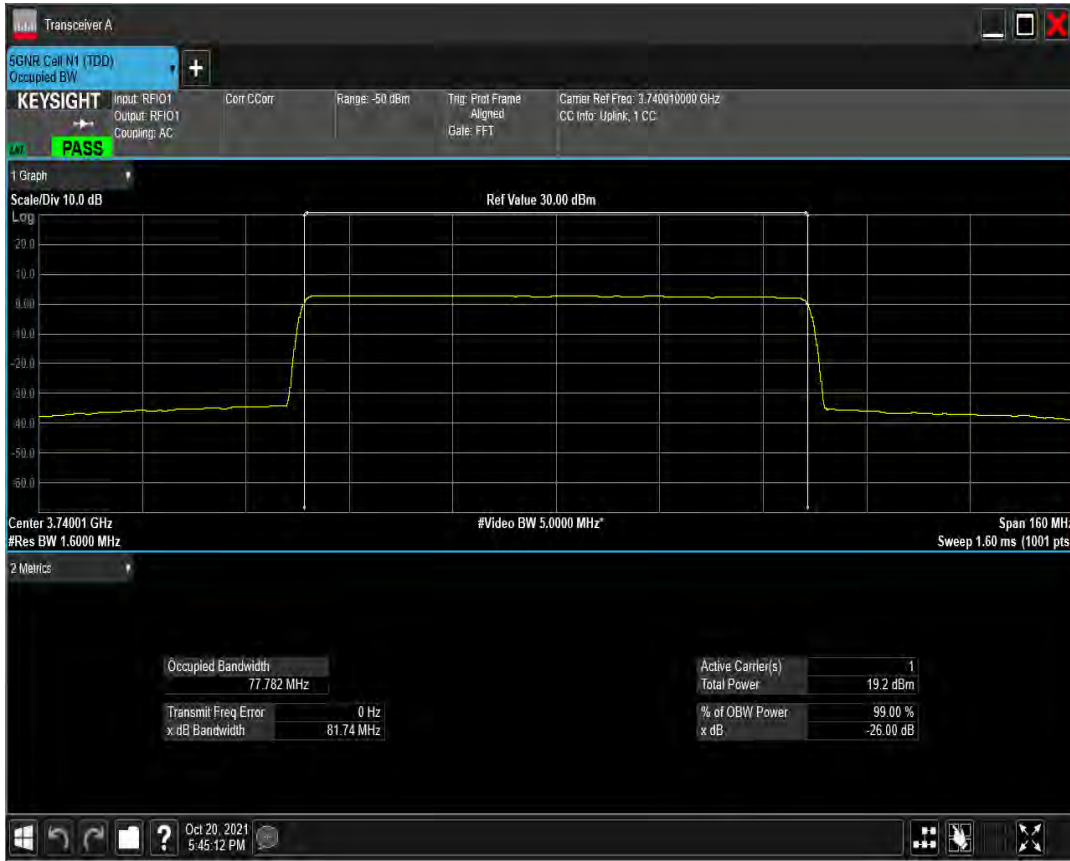 Transceiver A
5GNR Cell N1 (TDD)
Occupied BW
+
KEYSIGHT
Input: RFIO1
Output: RFIO1
Coupling: AC
Corr CCorr
Range: -50 dBm
Trig: Prot Frame
Aligned
Gate: FFT
Carrier Ref Freq: 3.740010000 GHz
CC Info: Uplink, 1 CC
PASS
1 Graph
Scale/Div 10.0 dB
Ref Value 30.00 dBm
Log
20.0
10.0
0.00
-10.0
-20.0
-30.0
-40.0
-50.0
-60.0
Center 3.74001 GHz
#Video BW 5.0000 MHz*
Span 160 MHz
#Res BW 1.6000 MHz
Sweep 1.60 ms (1001 pts
2 Metrics
Occupied Bandwidth
77.782 MHz
Transmit Freq Error 0 Hz
x dB Bandwidth 81.74 MHz
Active Carrier(s) 1
Total Power 19.2 dBm
% of OBW Power 99.00 %
x dB -26.00 dB
?
Oct 20, 2021
5:45:12 PM